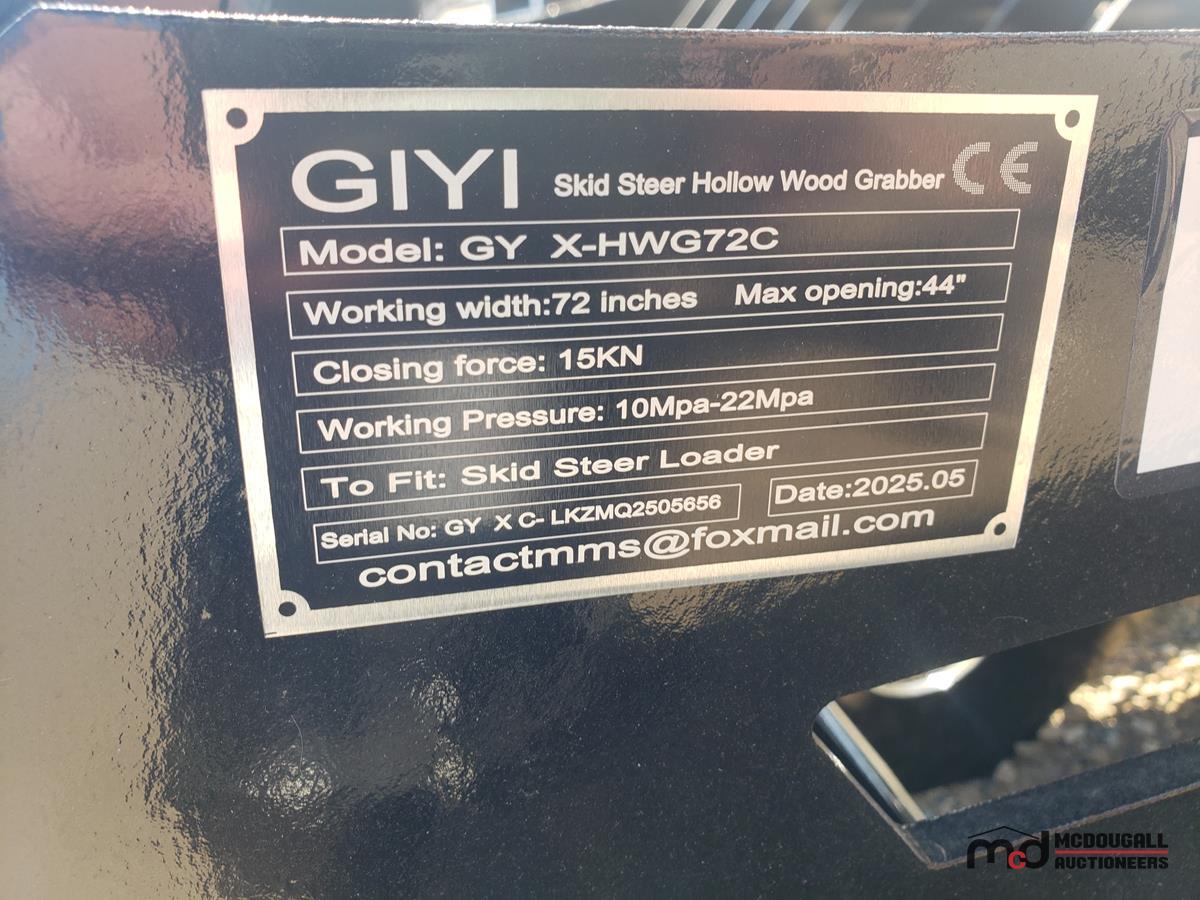 GIYI Skid Steer Hollow Wood Grabber CE
Model: GY X-HWG72C
Working width:72 inches Max opening:44"
Closing force: 15KN
Working Pressure: 10Mpa-22Mpa
To Fit: Skid Steer Loader
Serial No: GY X C- LKZMQ2505656 Date:2025.05
contactmms@foxmail.com
mcd MCDOUGALL
AUCTIONEERS